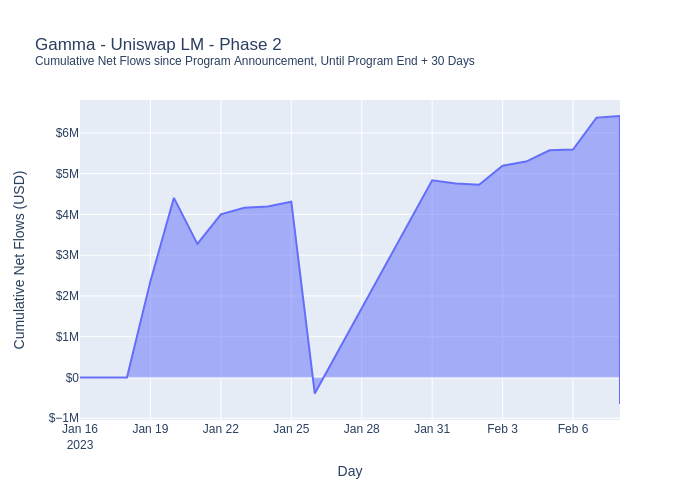 Gamma - Uniswap LM - Phase 2
Cumulative Net Flows since Program Announcement, Until Program End + 30 Days
Cumulative Net Flows (USD)
$6M
$5M
$4M
$3M
$2M
$1M
$0
$−1M
Jan 16 Jan 19 Jan 22 Jan 25 Jan 28 Jan 31 Feb 3 Feb 6
2023
Day